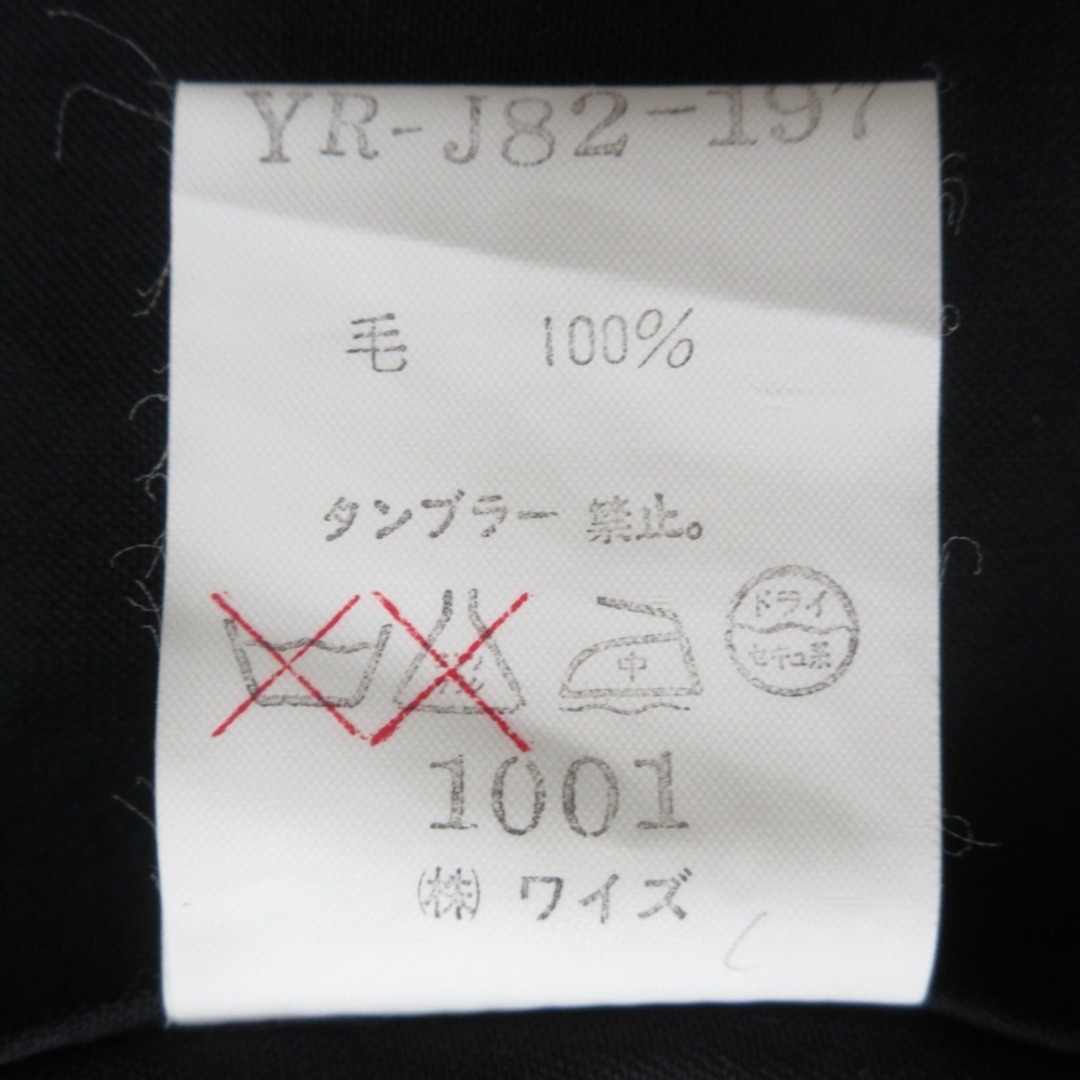 YR-J82-197
毛 100%
タンブラー 禁止。
中 ドライ
セキユ系
1001
㈱ ワイズ